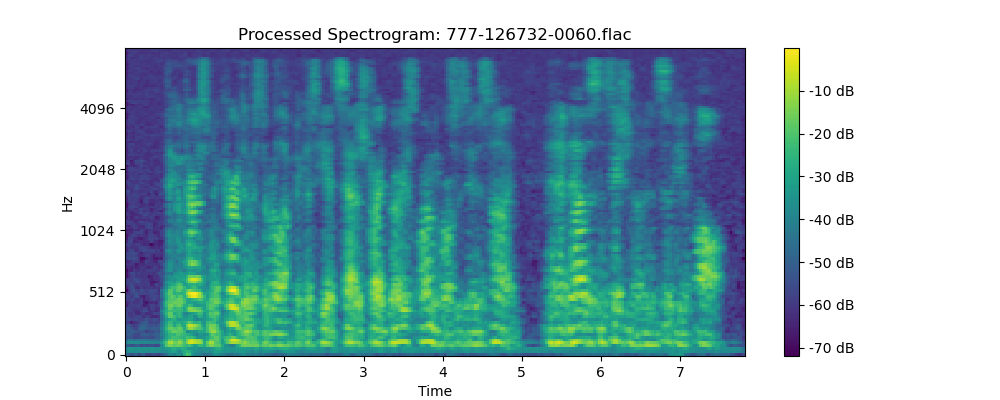 Processed Spectrogram: 777-126732-0060.flac
Hz
4096
2048
1024
512
0
0 1 2 3 4 5 6 7
Time
-10 dB
-20 dB
-30 dB
-40 dB
-50 dB
-60 dB
-70 dB